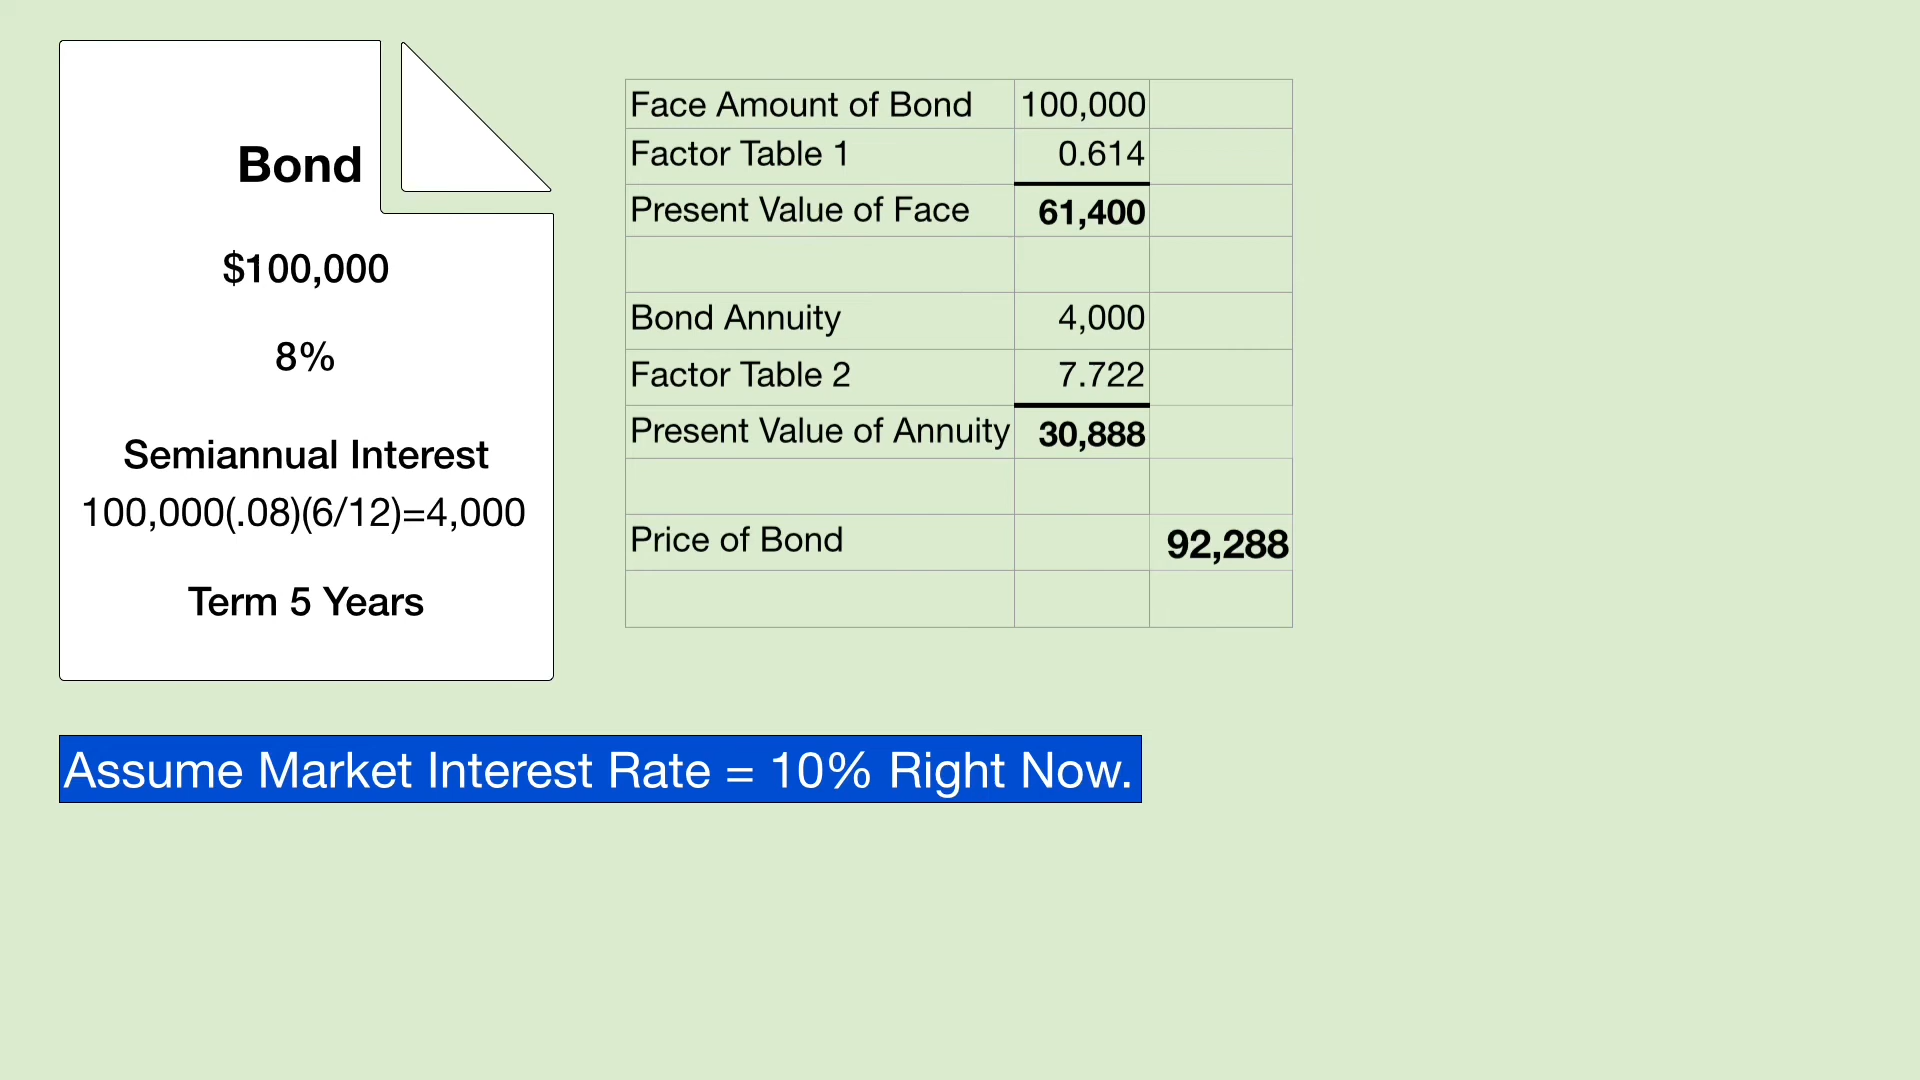 Bond
$100,000
8%
Semiannual Interest
100,000(.08)(6/12)=4,000
Term 5 Years
Face Amount of Bond 100,000
Factor Table 1 0.614
Present Value of Face 61,400
Bond Annuity 4,000
Factor Table 2 7.722
Present Value of Annuity 30,888
Price of Bond 92,288
Assume Market Interest Rate = 10% Right Now.